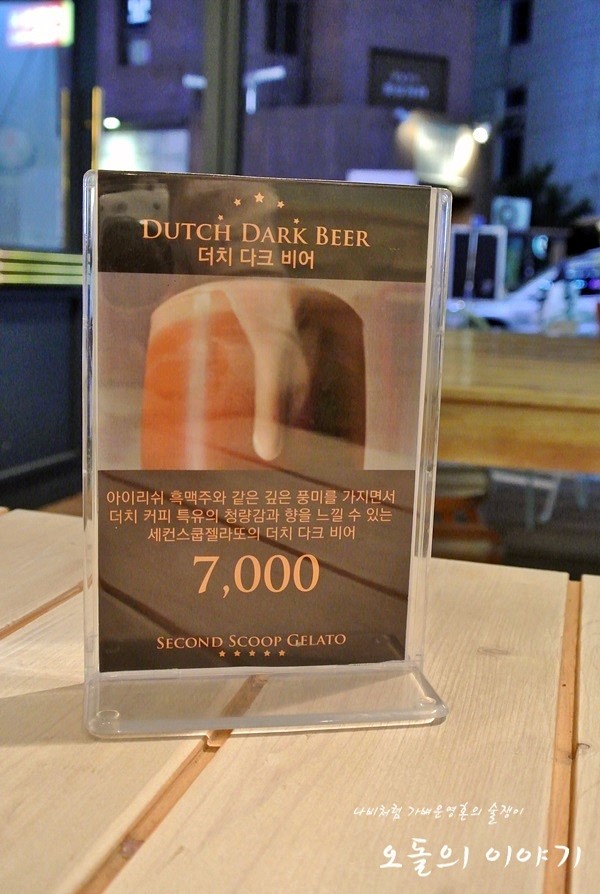 DUTCH DARK BEER
더치 다크 비어
아이리쉬 흑맥주와 같은 깊은 풍미를 가지면서
더치 커피 특유의 청량감과 향을 느낄 수 있는
세컨스쿱젤라또의 더치 다크 비어
7,000
SECOND SCOOP GELATO
나비처럼 가벼운영혼의 술쟁이
오돌의 이야기